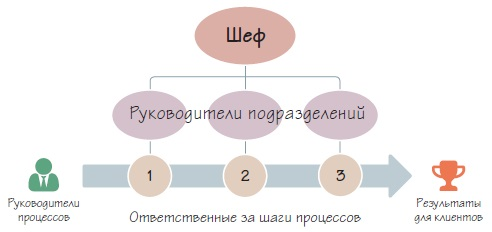 Шеф
Руководители подразделений
1 2 3
Руководители
процессов
Ответственные за шаги процессов
Результаты
для клиентов